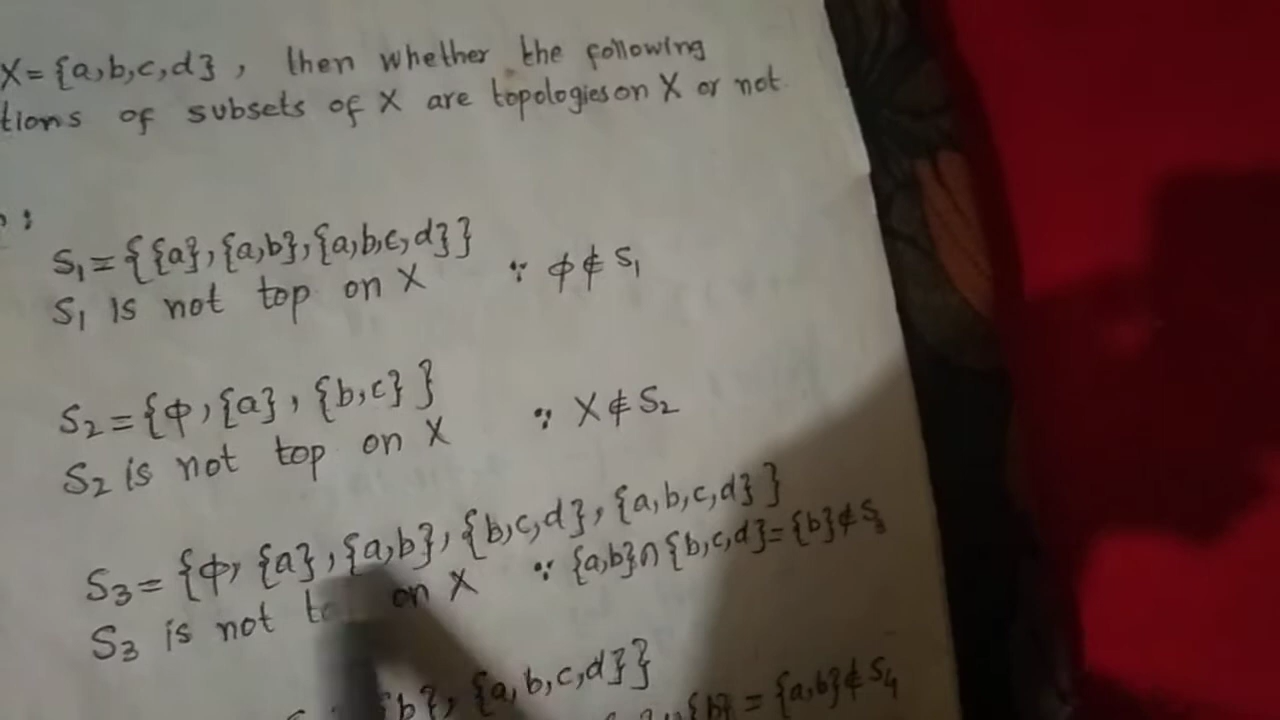 X = {a,b,c,d} , then whether the following
tions of subsets of X are topologies on X or not.
:
S₁ = {{a},{a,b},{a,b,c,d}}
S₁ is not top on X ∵ ϕ ∉ S₁
S₂ = {ϕ, {a}, {b,c} }
S₂ is not top on X ∵ X ∉ S₂
S₃ = {ϕ, {a}, {a,b}, {b,c,d}, {a,b,c,d} }
S₃ is not on X ∵ {a,b} ∩ {b,c,d} = {b} ∉ S₃
{b}, {a,b,c,d}}
{b} = {a,b} ∉ S₄